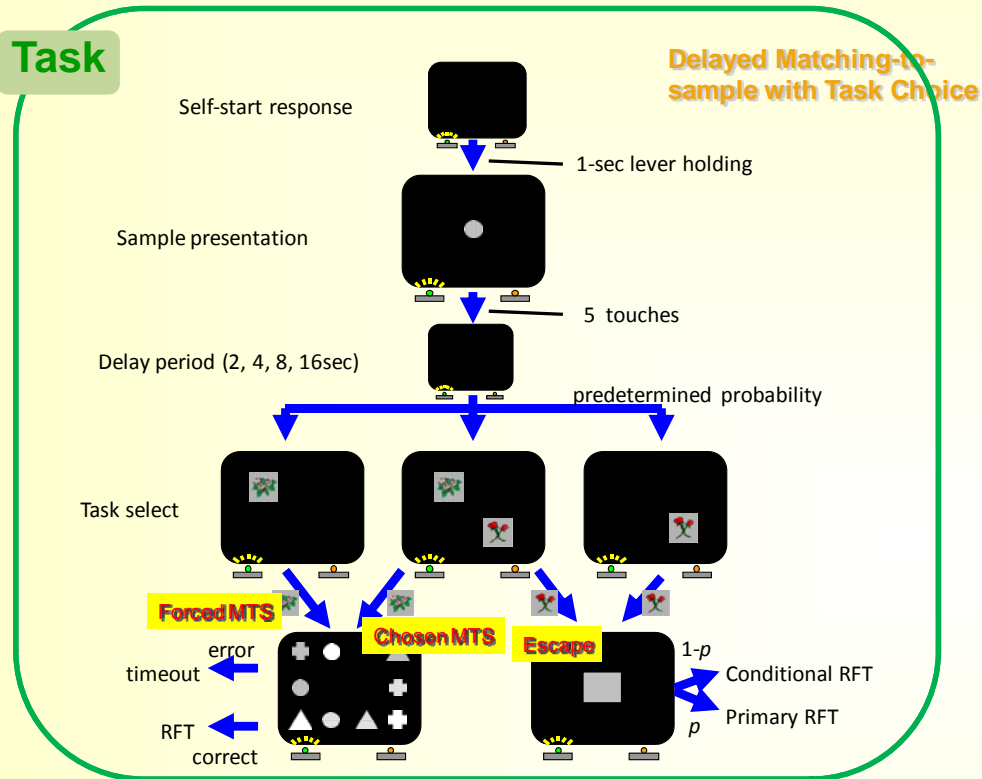 Task
Delayed Matching-to-
sample with Task Choice
Self-start response
1-sec lever holding
Sample presentation
5 touches
Delay period (2, 4, 8, 16sec)
predetermined probability
Task select
Forced MTS
Chosen MTS
Escape
error
timeout
RFT
correct
1-p
Conditional RFT
p
Primary RFT